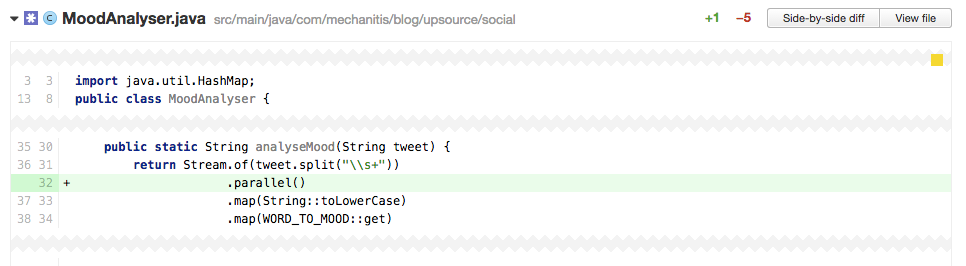 MoodAnalyser.java src/main/java/com/mechanitis/blog/upsource/social +1 −5 Side-by-side diff View file
3 3 import java.util.HashMap;
13 8 public class MoodAnalyser {
35 30 public static String analyseMood(String tweet) {
36 31 return Stream.of(tweet.split("\\s+"))
32 + .parallel()
37 33 .map(String::toLowerCase)
38 34 .map(WORD_TO_MOOD::get)